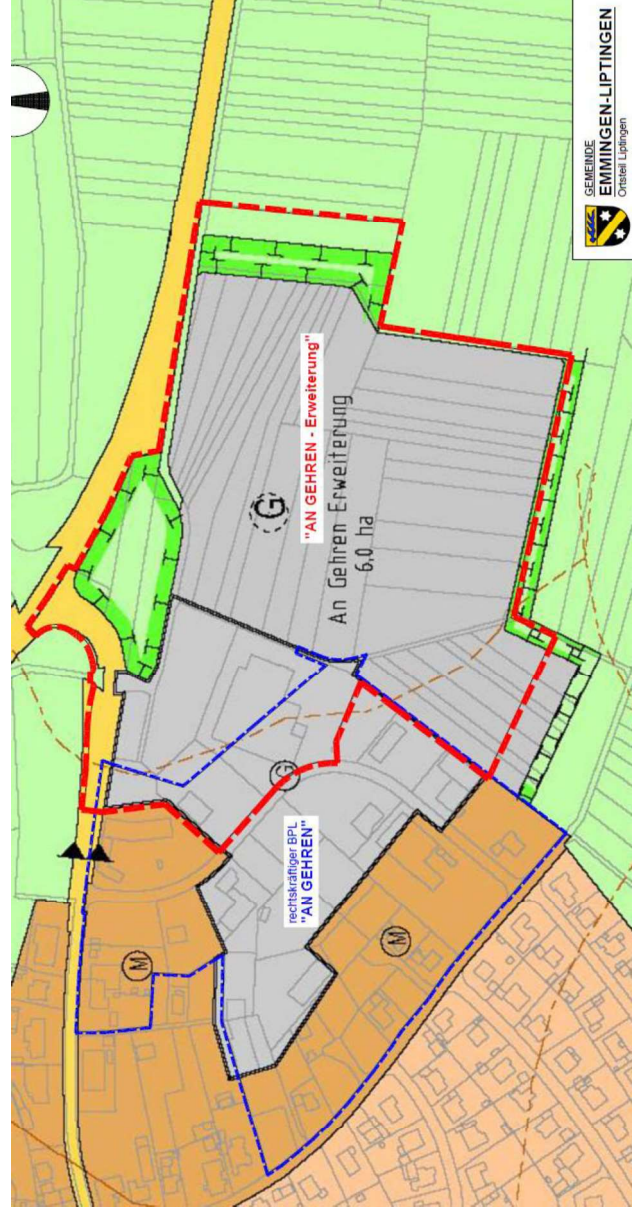 "AN GEHREN - Erweiterung"
G
An Gehren-Erweiterung
6,0 ha
rechtskräftiger BPL
"AN GEHREN"
G
M
M
GEMEINDE
EMMINGEN-LIPTINGEN
Ortsteil Liptingen